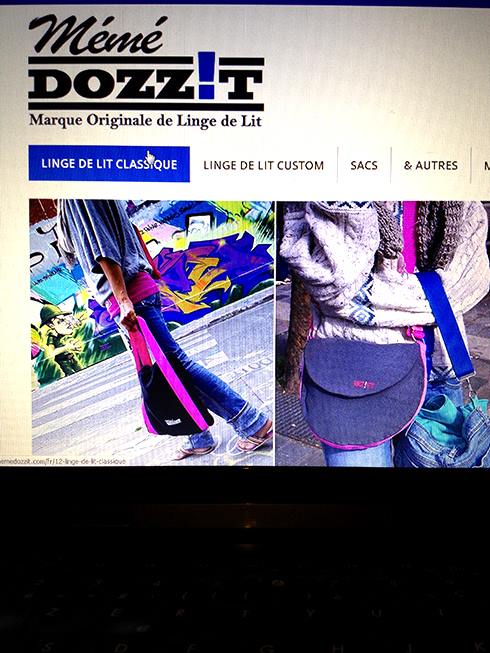 Mémé
DOZZ!T
Marque Originale de Linge de Lit
LINGE DE LIT CLASSIQUE LINGE DE LIT CUSTOM SACS & AUTRES M
emedozzit.com/fr/12-linge-de-lit-classique
Z E R T Y U I
S D F G H J K